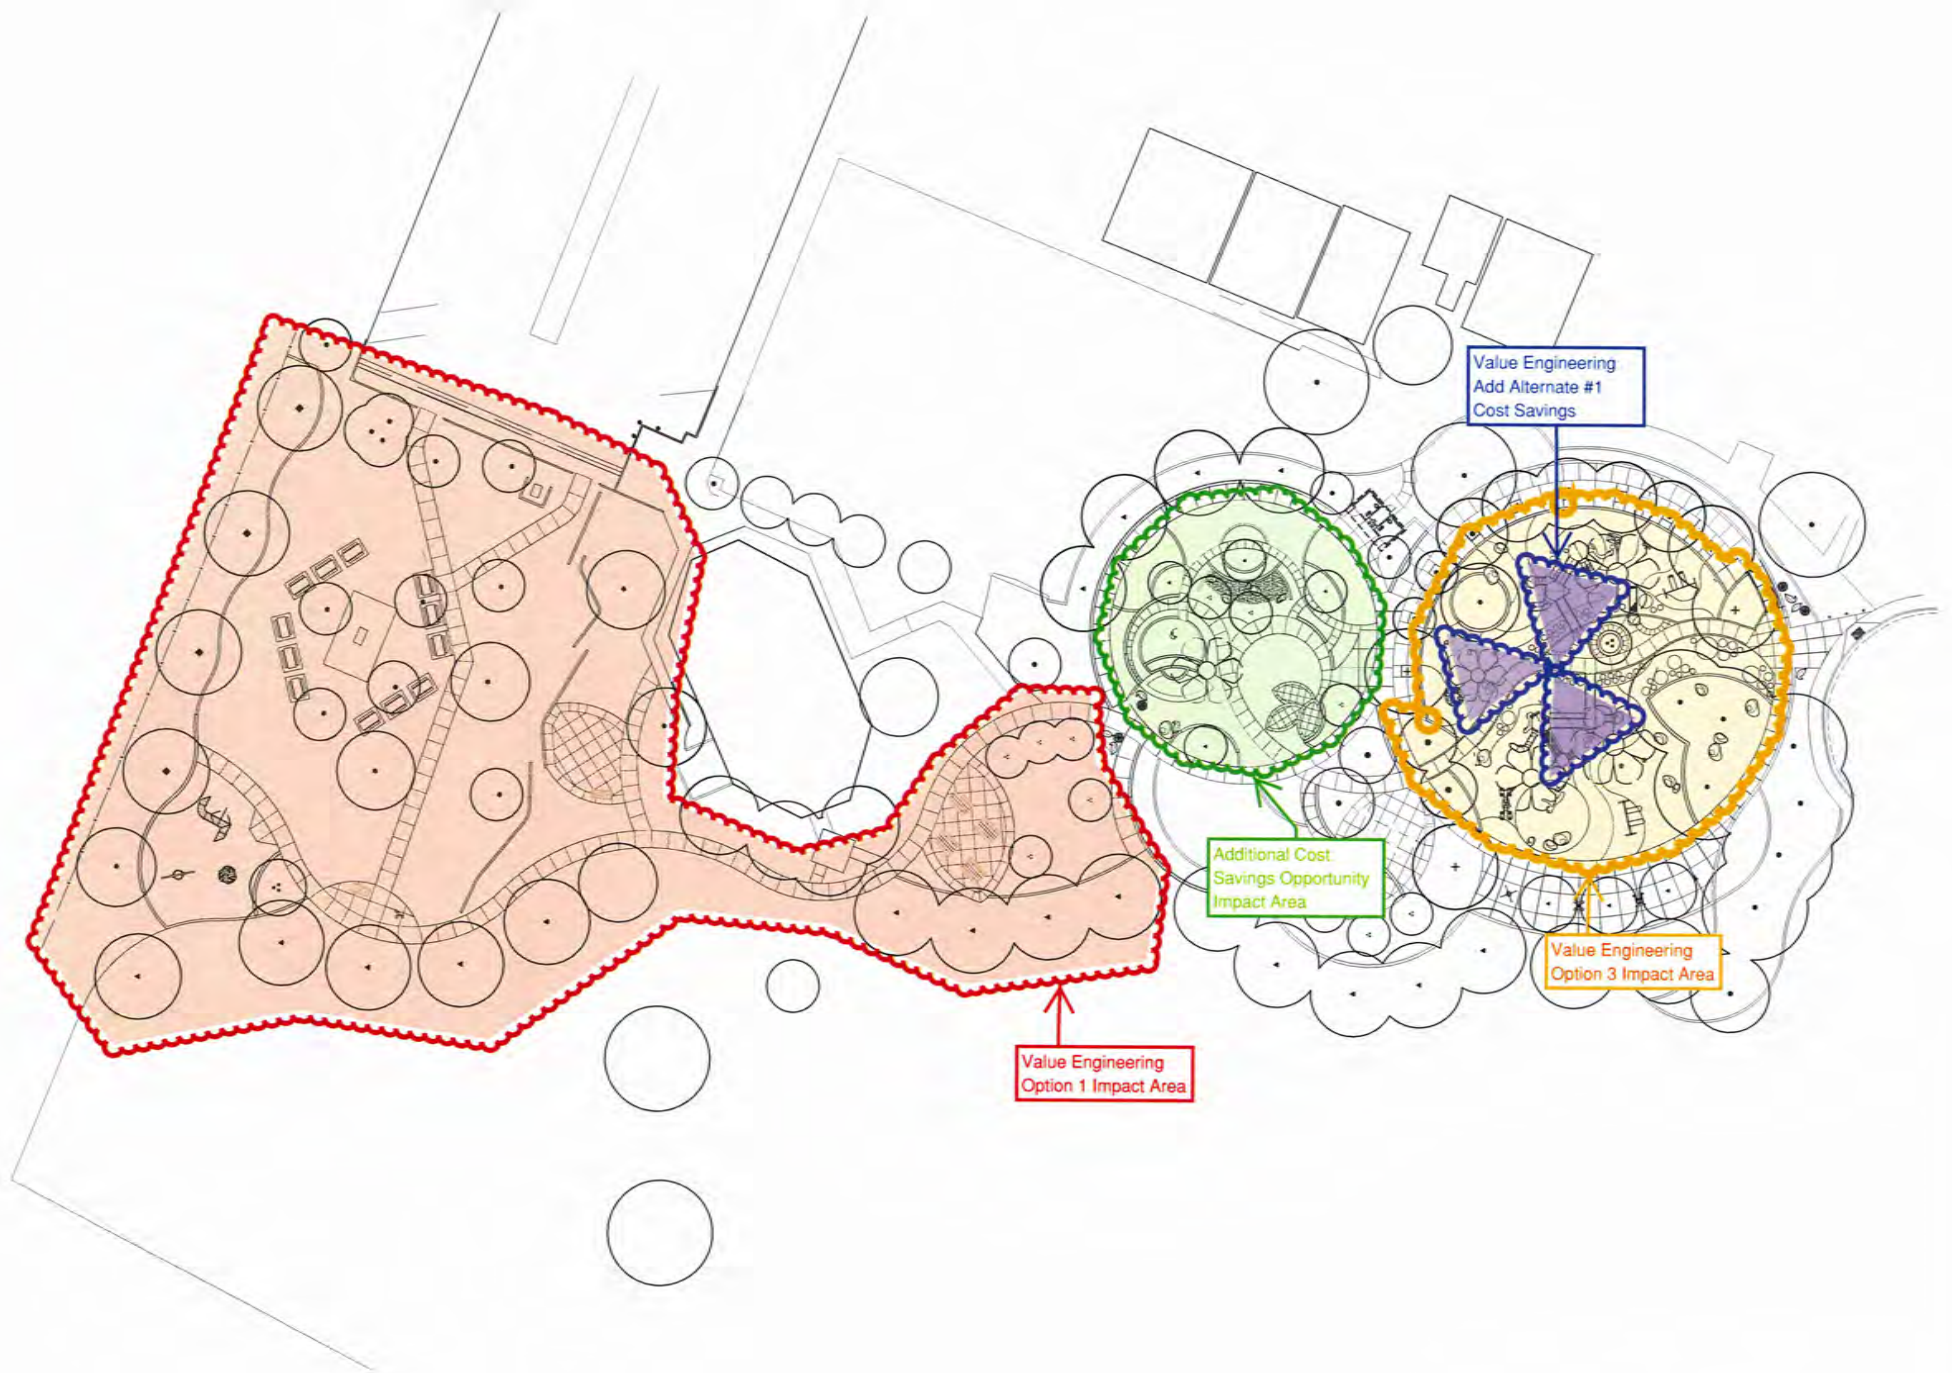 Value Engineering
Add Alternate #1
Cost Savings
Additional Cost
Savings Opportunity
Impact Area
Value Engineering
Option 3 Impact Area
Value Engineering
Option 1 Impact Area